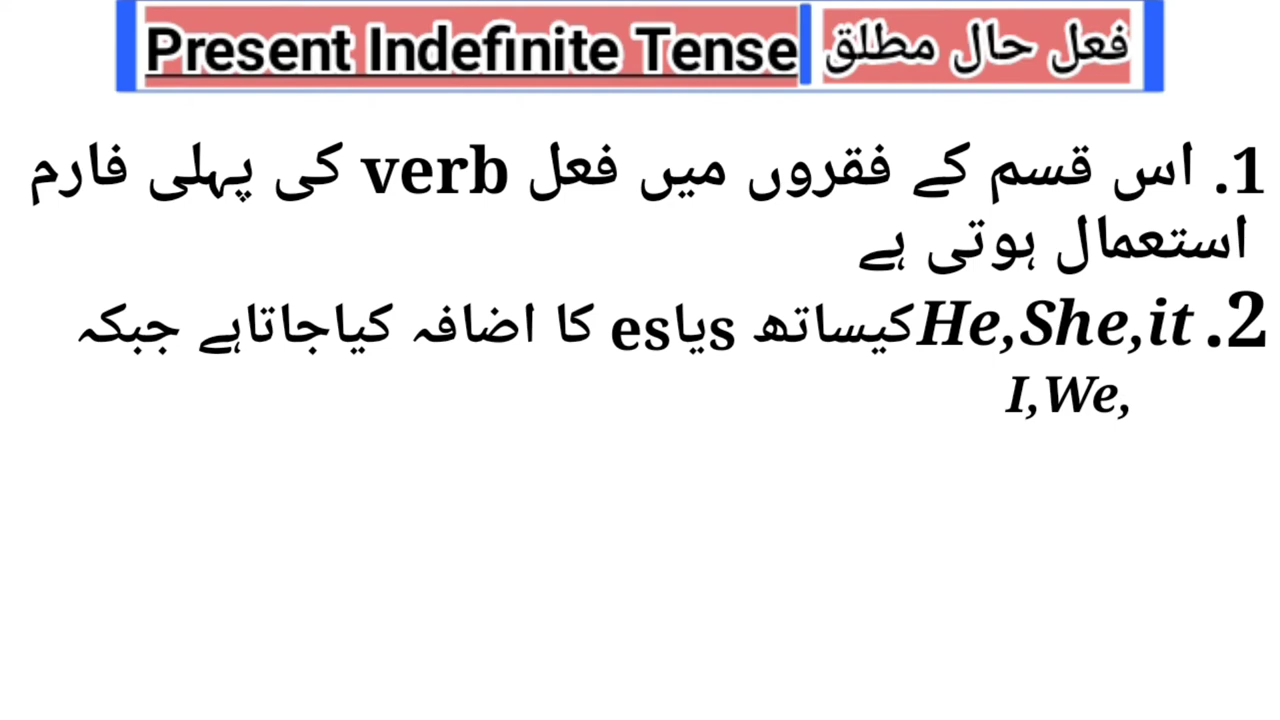 Present Indefinite Tense فعل حال مطلق
1. اس قسم کے فقروں میں فعل verb کی پہلی فارم
استعمال ہوتی ہے
2. He,She,it کیساتھ s یا es کا اضافہ کیاجاتاہے جبکہ
I,We,